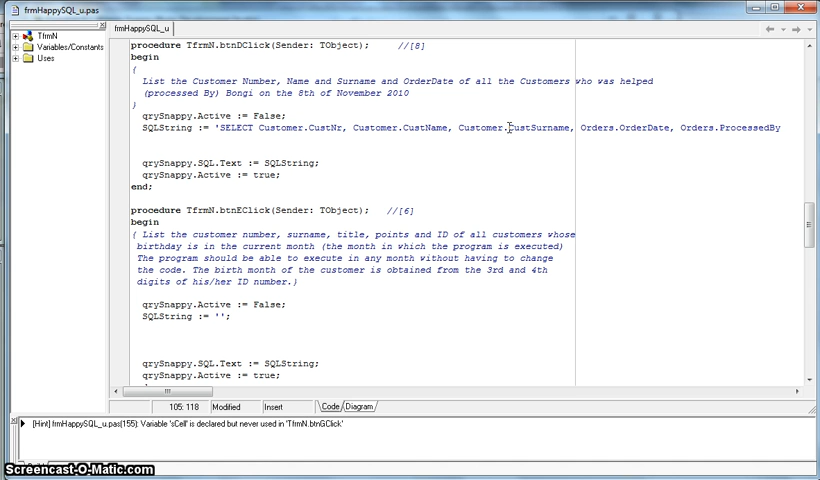 frmHappySQL_u.pas
TfrmN
Variables/Constants
Uses
frmHappySQL_u
procedure TfrmN.btnDClick(Sender: TObject); //[8]
begin
{
List the Customer Number, Name and Surname and OrderDate of all the Customers who was helped
(processed By) Bongi on the 8th of November 2010
}
qrySnappy.Active := False;
SQLString := 'SELECT Customer.CustNr, Customer.CustName, Customer.CustSurname, Orders.OrderDate, Orders.ProcessedBy
qrySnappy.SQL.Text := SQLString;
qrySnappy.Active := true;
end;
procedure TfrmN.btnEClick(Sender: TObject); //[6]
begin
{ List the customer number, surname, title, points and ID of all customers whose
birthday is in the current month (the month in which the program is executed)
The program should be able to execute in any month without having to change
the code. The birth month of the customer is obtained from the 3rd and 4th
digits of his/her ID number.}
qrySnappy.Active := False;
SQLString := '';
qrySnappy.SQL.Text := SQLString;
qrySnappy.Active := true;
105: 118 Modified Insert Code Diagram
[Hint] frmHappySQL_u.pas(155): Variable 'sCell' is declared but never used in 'TfrmN.btnGClick'
Screencast-O-Matic.com